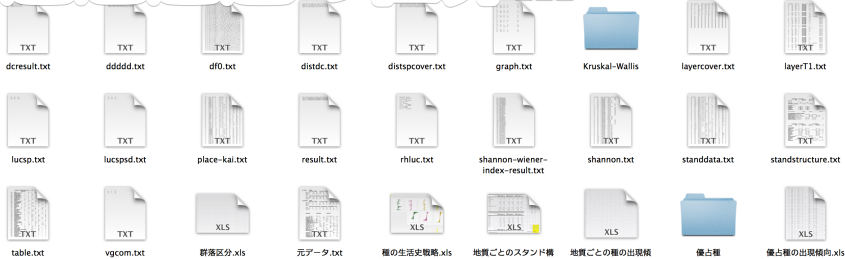 TXT TXT TXT TXT TXT TXT TXT TXT
dcresult.txt ddddd.txt df0.txt distdc.txt distspcover.txt graph.txt Kruskal-Wallis layercover.txt layerT1.txt
TXT TXT TXT TXT TXT TXT TXT TXT TXT
lucsp.txt lucspsd.txt place-kai.txt result.txt rhluc.txt shannon-wiener-index-result.txt shannon.txt standdata.txt standstructure.txt
TXT TXT XLS TXT XLS XLS XLS XLS
table.txt vgcom.txt 群落区分.xls 元データ.txt 種の生活史戦略.xls 地質ごとのスタンド構 地質ごとの種の出現傾 優占種 優占種の出現傾向.xls